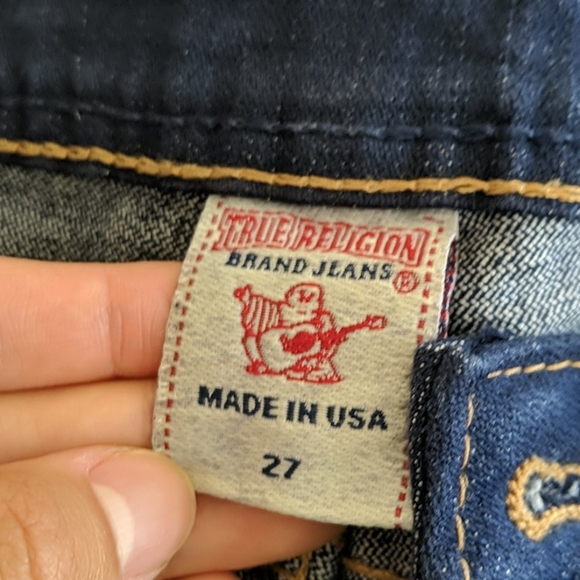 TRUE RELIGION
BRAND JEANS ®
MADE IN USA
27